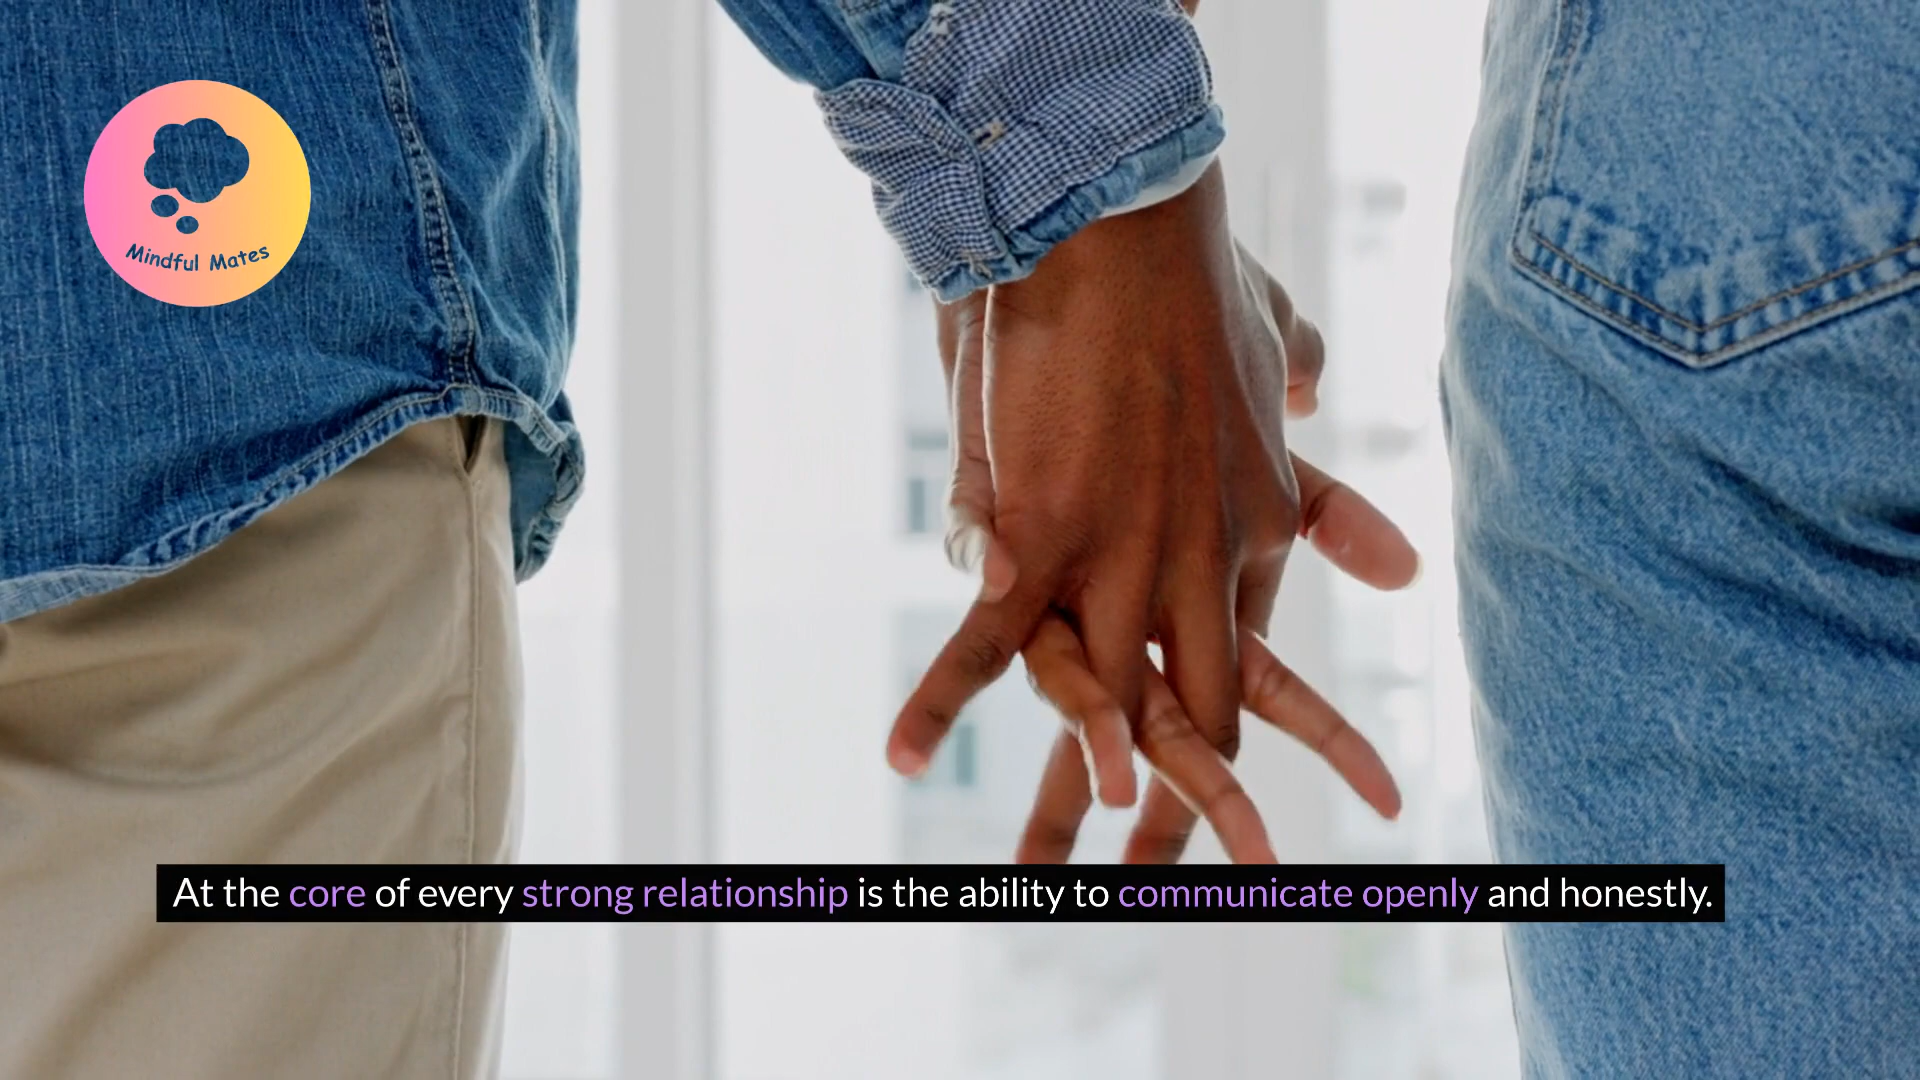 Mindful Mates
At the core of every strong relationship is the ability to communicate openly and honestly.